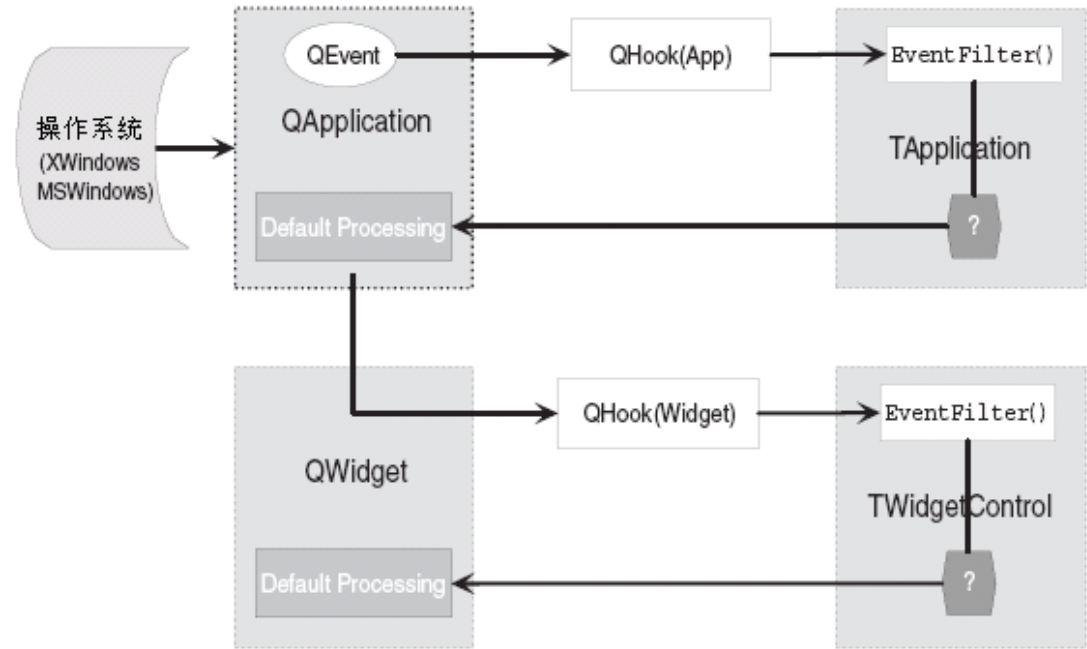 操作系统
(XWindows
MSWindows)
QEvent
QApplication
Default Processing
QHook(App)
EventFilter()
TApplication
?
QWidget
Default Processing
QHook(Widget)
EventFilter()
TWidgetControl
?